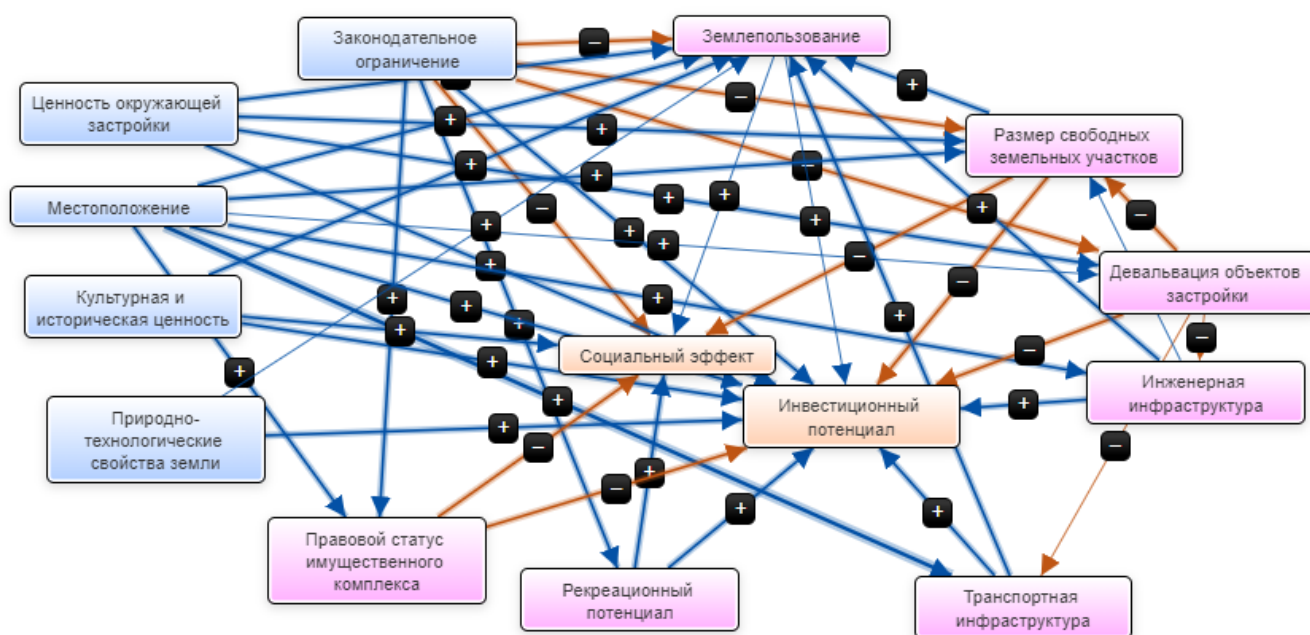 Законодательное
ограничение
Землепользование
Ценность окружающей
застройки
Размер свободных
земельных участков
Местоположение
Девальвация объектов
застройки
Культурная и
историческая ценность
Социальный эффект
Инженерная
инфраструктура
Инвестиционный
потенциал
Природно-
технологические
свойства земли
Правовой статус
имущественного
комплекса
Рекреационный
потенциал
Транспортная
инфраструктура